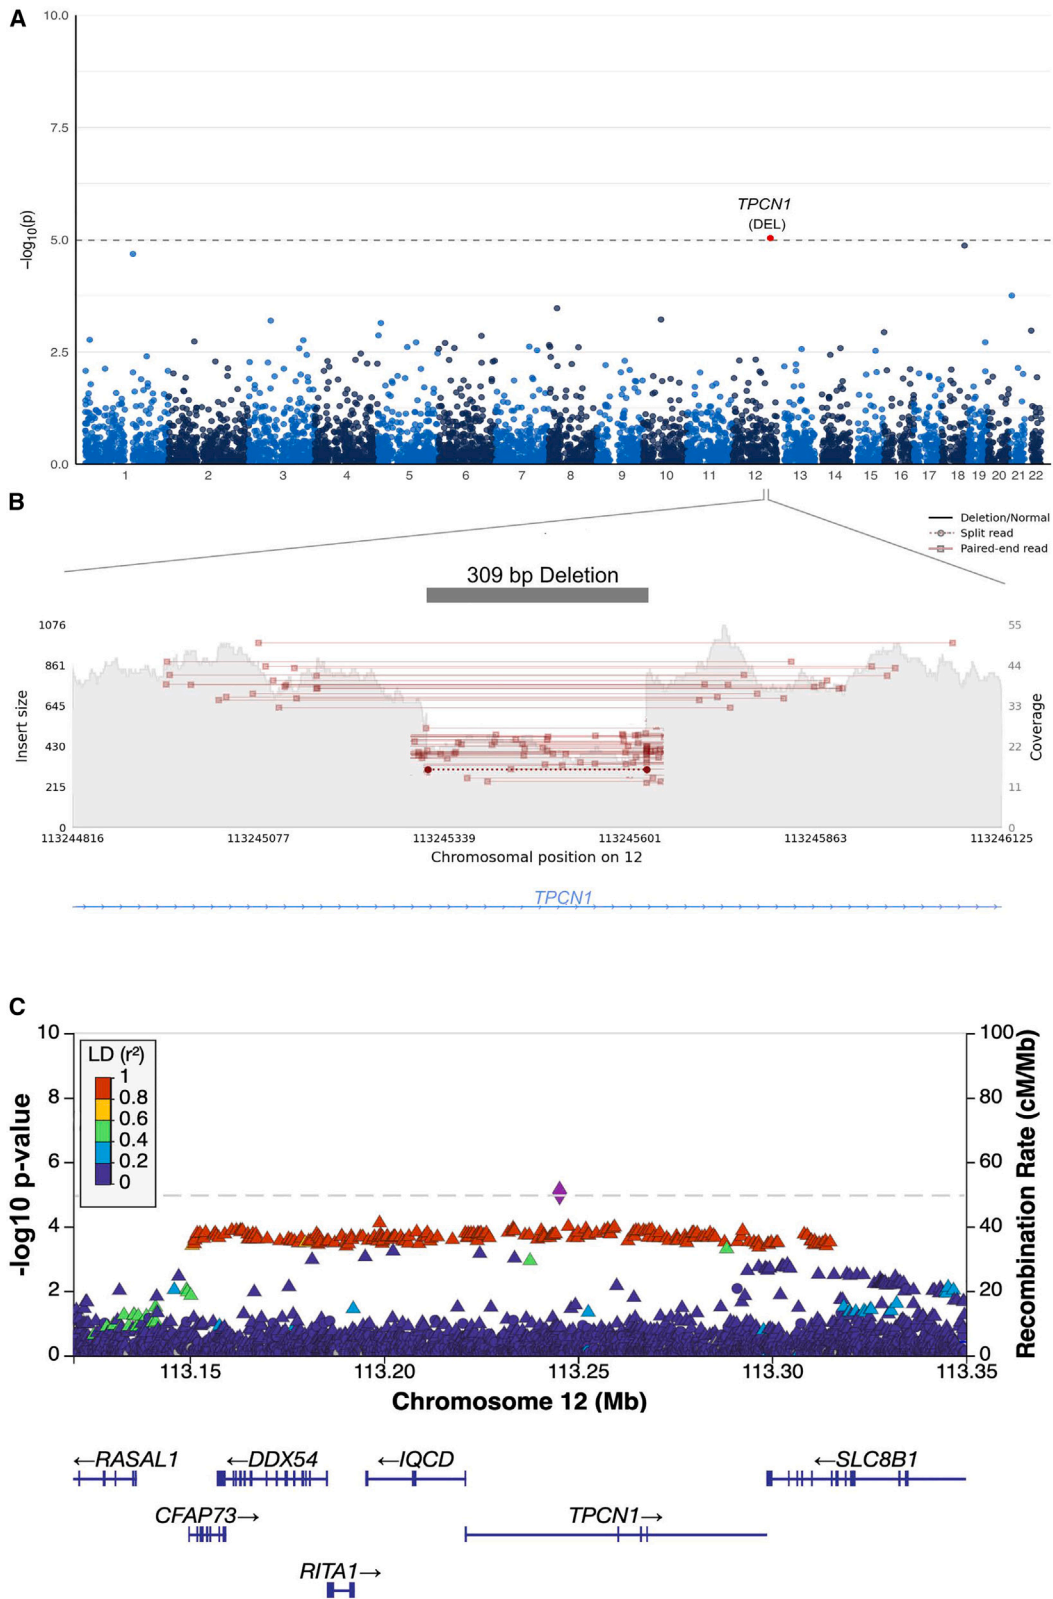 A
10.0
7.5
5.0
2.5
0.0
−log10(p)
TPCN1
(DEL)
1 2 3 4 5 6 7 8 9 10 11 12 13 14 15 16 17 18 19 20 21 22
B
Deletion/Normal
Split read
Paired-end read
309 bp Deletion
1076 55
861 44
645 33
430 22
215 11
0 0
Insert size
Coverage
113244816 113245077 113245339 113245601 113245863 113246125
Chromosomal position on 12
TPCN1
C
10 100
8 80
6 60
4 40
2 20
0 0
-log10 p-value
Recombination Rate (cM/Mb)
LD (r²)
1
0.8
0.6
0.4
0.2
0
113.15 113.20 113.25 113.30 113.35
Chromosome 12 (Mb)
←RASAL1 ←DDX54 ←IQCD ←SLC8B1
CFAP73→ TPCN1→
RITA1→